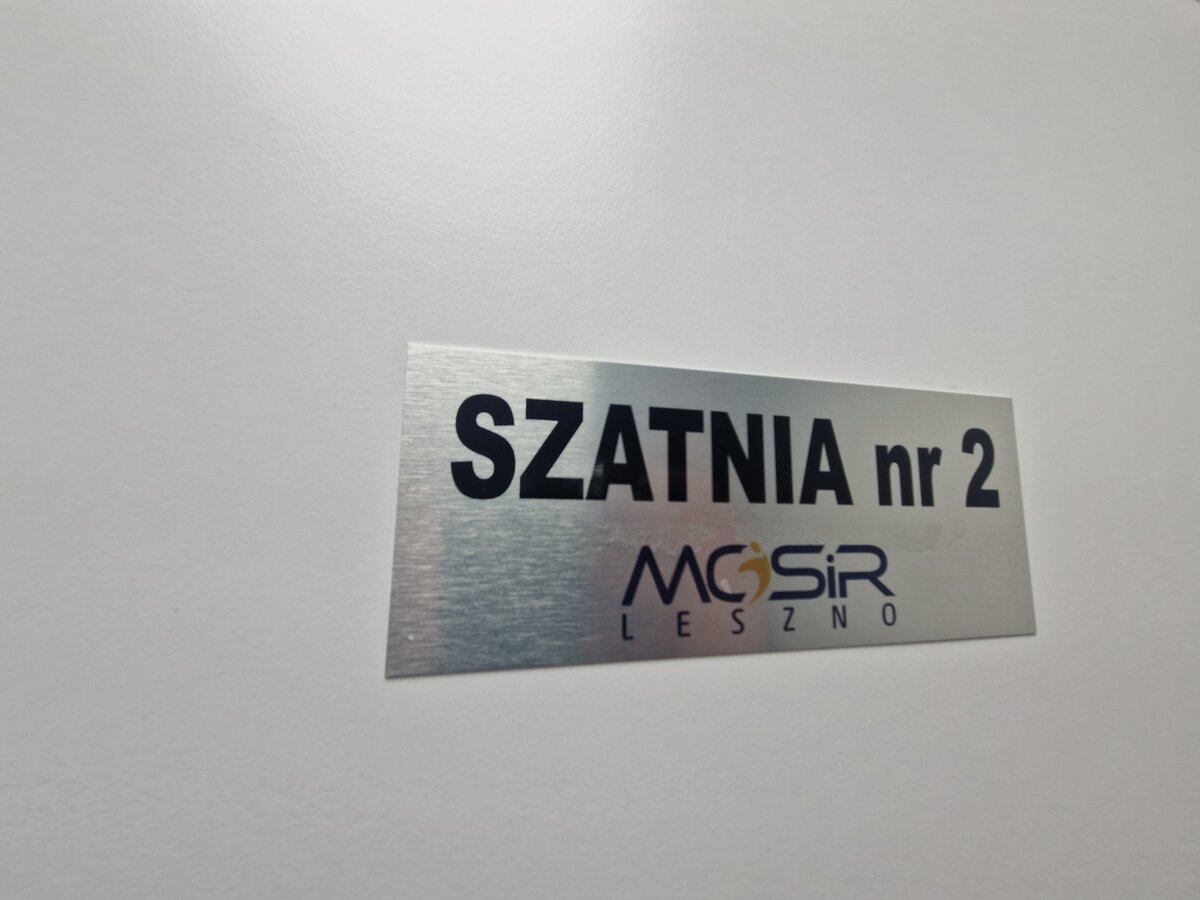 SZATNIA nr 2
MOSiR
LESZNO